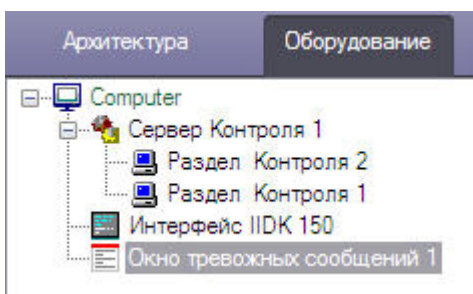 Архитектура Оборудование
Computer
Сервер Контроля 1
Раздел Контроля 2
Раздел Контроля 1
Интерфейс IIDK 150
Окно тревожных сообщений 1